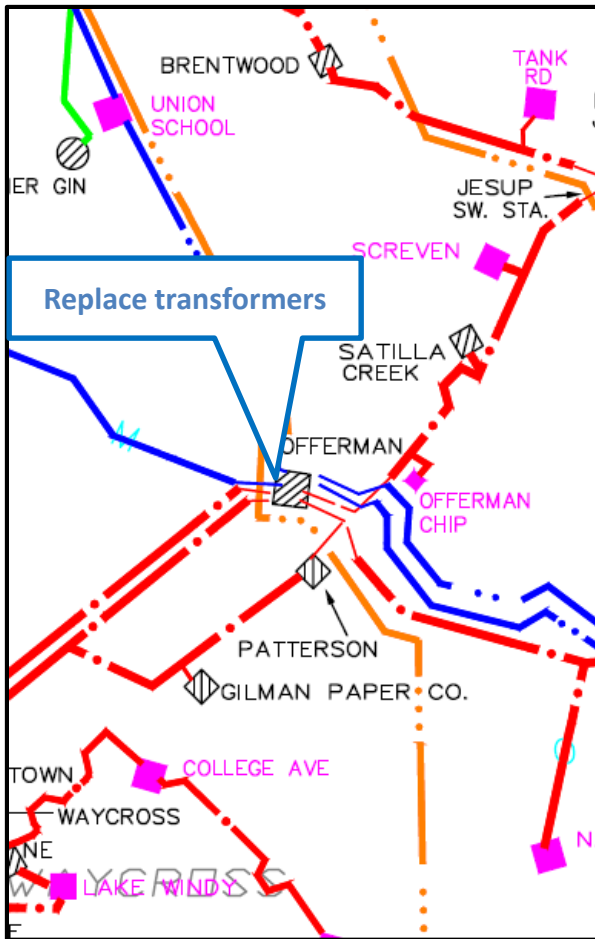 BRENTWOOD
TANK
RD
UNION
SCHOOL
IER GIN
JESUP
SW. STA.
SCREVEN
Replace transformers
SATILLA
CREEK
OFFERMAN
OFFERMAN
CHIP
PATTERSON
GILMAN PAPER CO.
TOWN
COLLEGE AVE
WAYCROSS
NE
N
WAYCROSS
LAKE WINDY